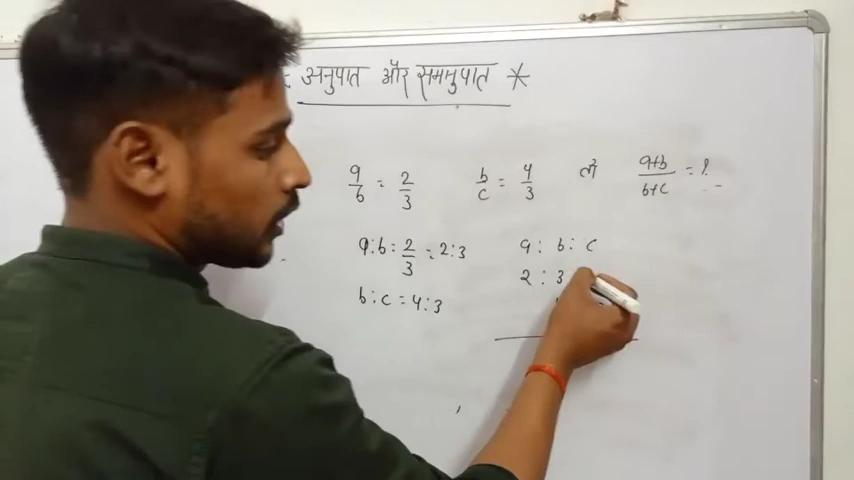 अनुपात और समानुपात *
a/b = 2/3 b/c = 4/3 तो a+b/b+c = ?
a:b = 2/3 = 2:3 a : b : c
2 : 3
b:c = 4:3